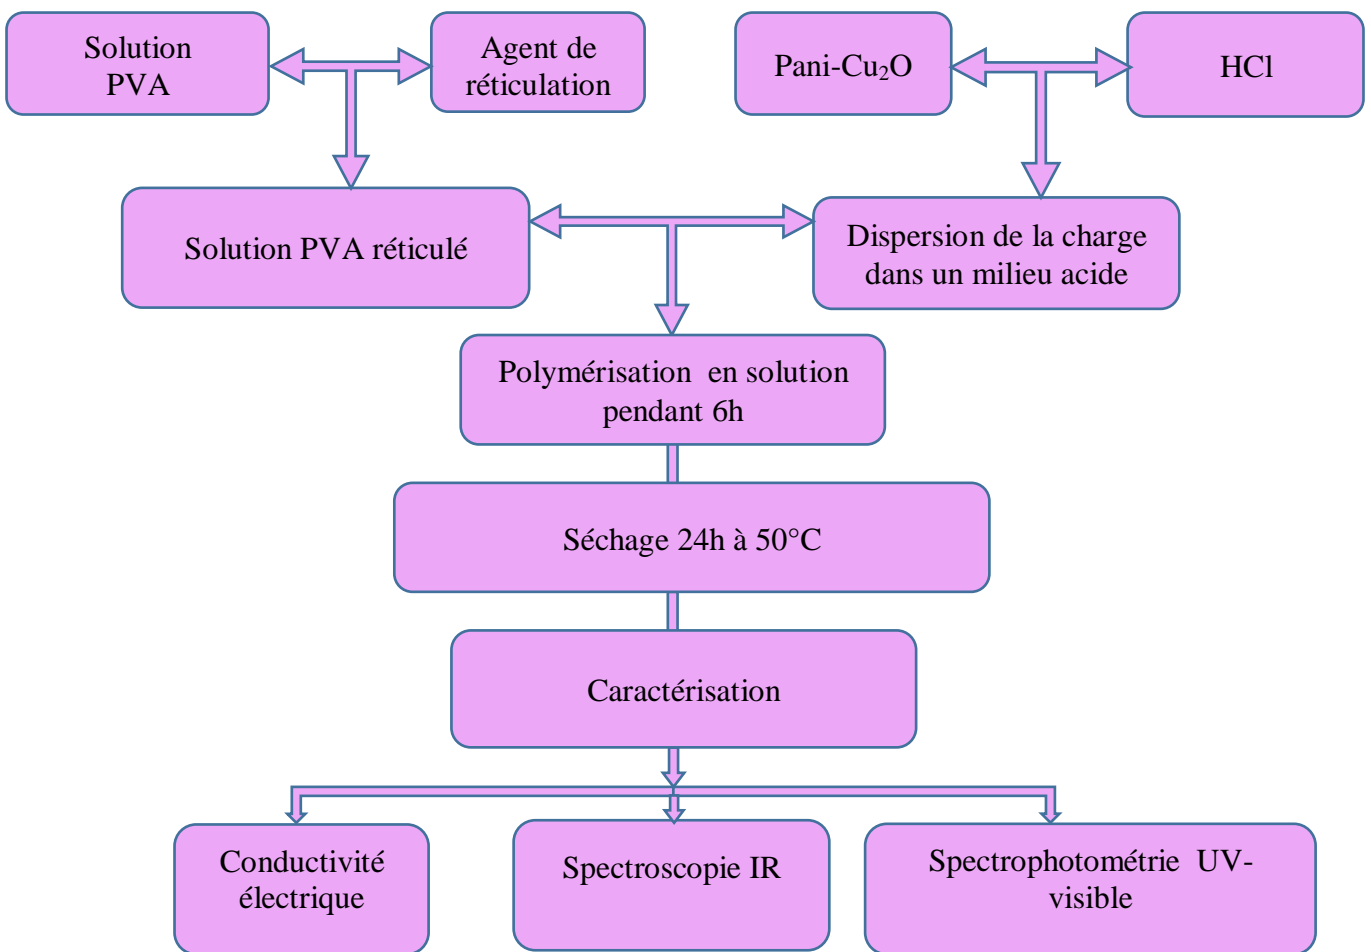 Solution
PVA
Agent de
réticulation
Pani-Cu₂O
HCl
Solution PVA réticulé
Dispersion de la charge
dans un milieu acide
Polymérisation en solution
pendant 6h
Séchage 24h à 50°C
Caractérisation
Conductivité
électrique
Spectroscopie IR
Spectrophotométrie UV-
visible